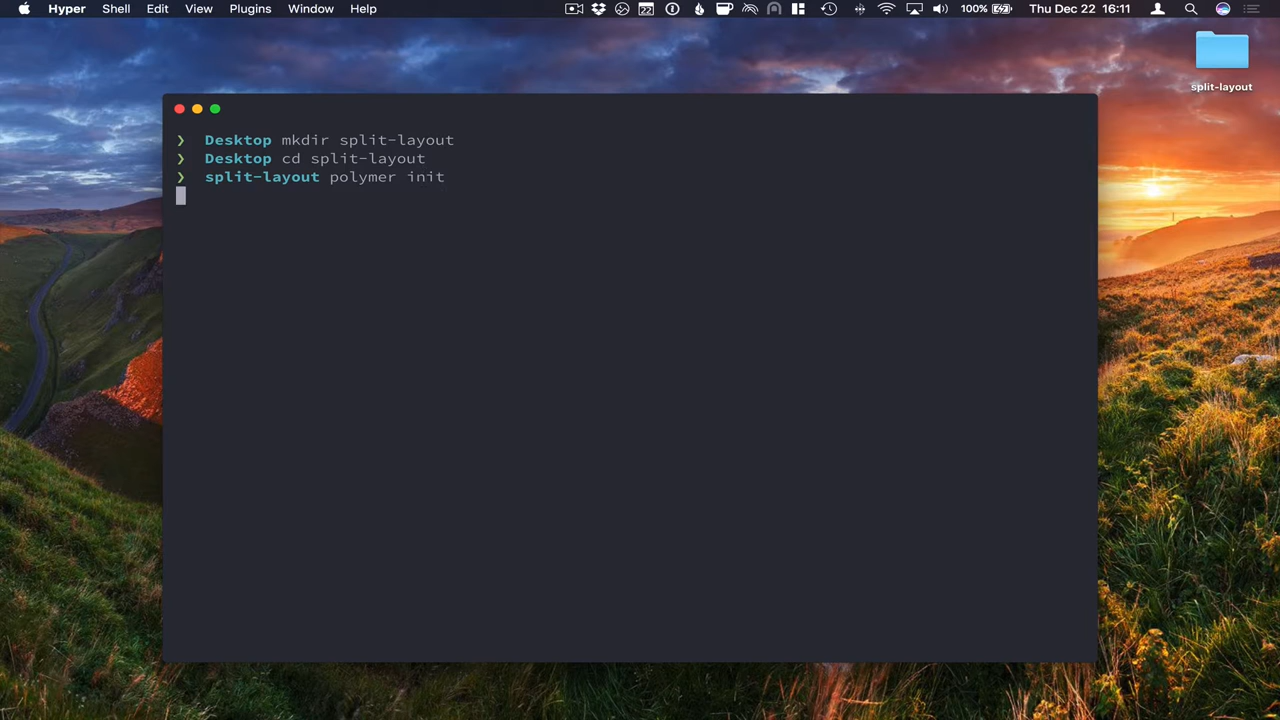 Hyper Shell Edit View Plugins Window Help 22 100% Thu Dec 22 16:11
split-layout
❯ Desktop mkdir split-layout
❯ Desktop cd split-layout
❯ split-layout polymer init